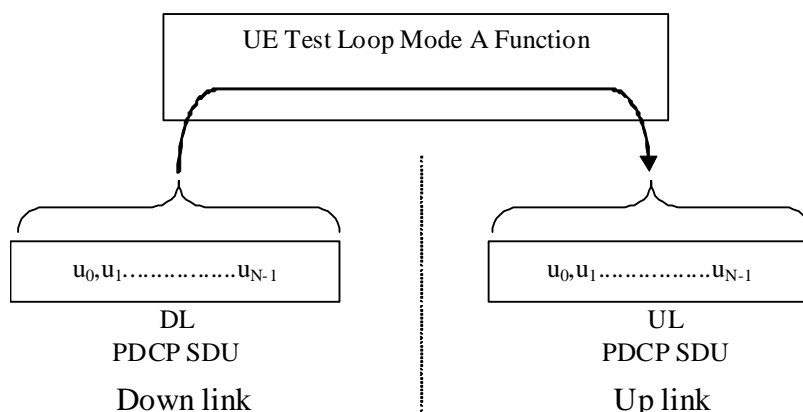 UE Test Loop Mode A Function
u0,u1.................uN-1
u0,u1.................uN-1
DL
UL
PDCP SDU
PDCP SDU
Down link
Up link